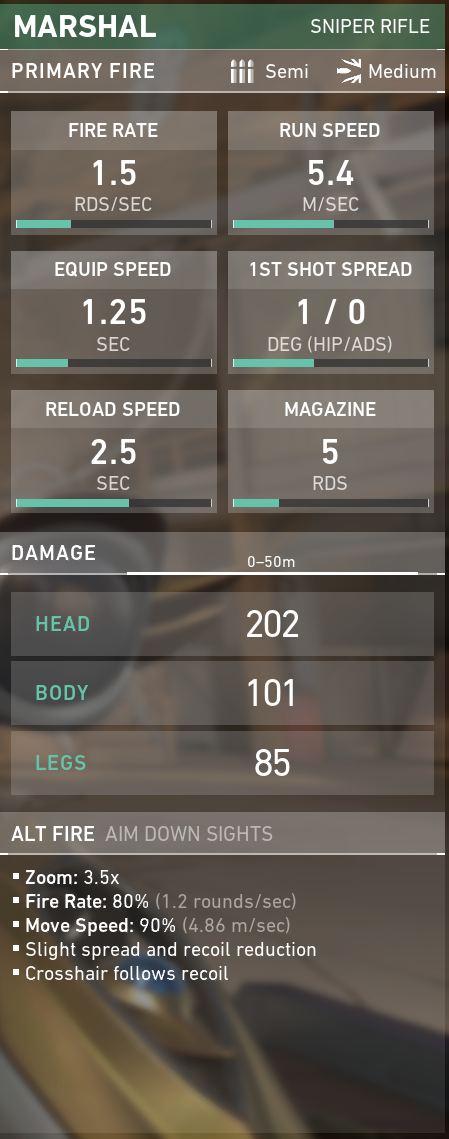 MARSHAL SNIPER RIFLE
PRIMARY FIRE Semi Medium
FIRE RATE RUN SPEED
1.5 5.4
RDS/SEC M/SEC
EQUIP SPEED 1ST SHOT SPREAD
1.25 1 / 0
SEC DEG (HIP/ADS)
RELOAD SPEED MAGAZINE
2.5 5
SEC RDS
DAMAGE 0–50m
HEAD 202
BODY 101
LEGS 85
ALT FIRE AIM DOWN SIGHTS
▪ Zoom: 3.5x
▪ Fire Rate: 80% (1.2 rounds/sec)
▪ Move Speed: 90% (4.86 m/sec)
▪ Slight spread and recoil reduction
▪ Crosshair follows recoil